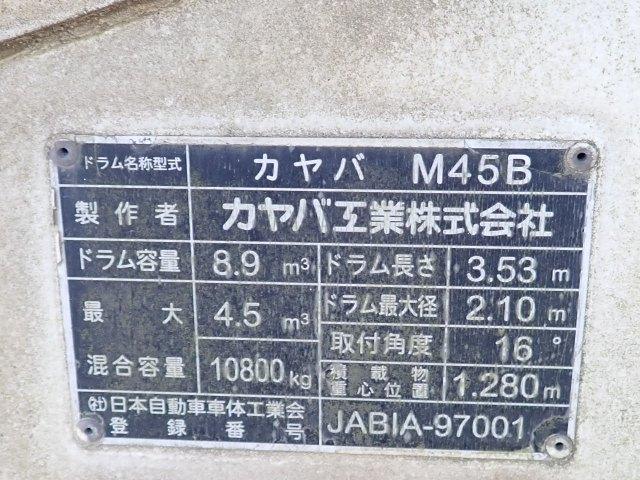 ドラム名称型式 カヤバ M45B
製作者 カヤバ工業株式会社
ドラム容量 8.9 m³ ドラム長さ 3.53 m
最大 4.5 m³ ドラム最大径 2.10 m
混合容量 10800kg 取付角度 16°
積載物重心位置 1.280m
㈳日本自動車車体工業会
登録番号 JABIA-97001